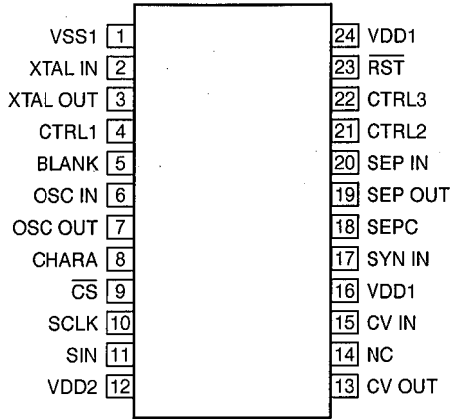 VSS1 1
XTAL IN 2
XTAL OUT 3
CTRL1 4
BLANK 5
OSC IN 6
OSC OUT 7
CHARA 8
C̅S̅ 9
SCLK 10
SIN 11
VDD2 12
24 VDD1
23 R̅S̅T̅
22 CTRL3
21 CTRL2
20 SEP IN
19 SEP OUT
18 SEPC
17 SYN IN
16 VDD1
15 CV IN
14 NC
13 CV OUT